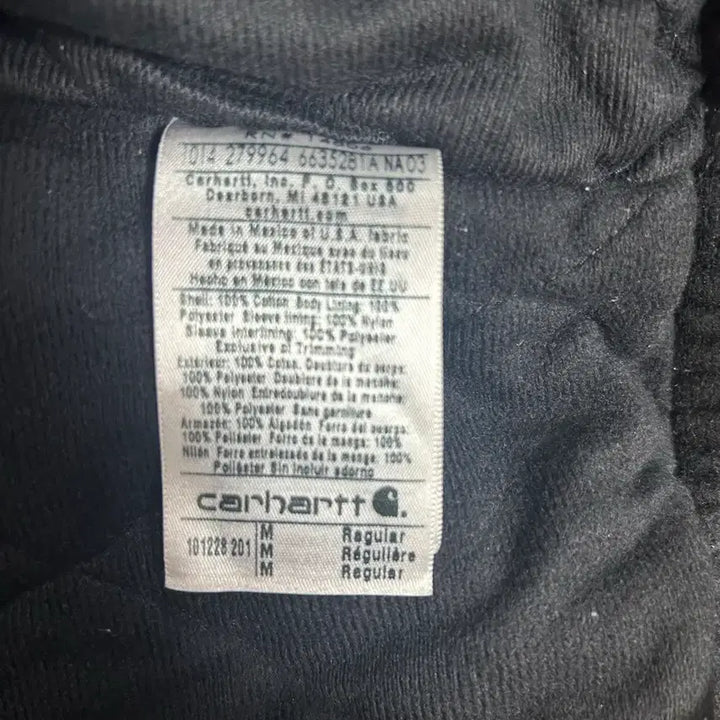 1014 279964 663528TA NA03
Carhartt, Inc. P. O. Box 600
Dearborn, MI 48121 USA
carhartt.com
Made in Mexico of U.S.A. fabric
Fabriqué au Mexique avec du tissu
en provenance des ÉTATS-UNIS
Hecho en México con tela de EE UU
Shell: 100% Cotton Body Lining: 100%
Polyester Sleeve lining: 100% Nylon
Sleeve Interlining: 100% Polyester
Exclusive of Trimming
Extérieur: 100% Coton. Doublure du corps:
100% Polyester Doublure de la manche:
100% Nylon Entredoublure de la manche:
100% Polyester Sans garniture
Armazón: 100% Algodón Forro del cuerpo:
100% Poliéster Forro de la manga: 100%
Nilón Forro entretelado de la manga: 100%
Poliéster Sin incluir adorno
carhartt
101228 201 M Regular
M Régulière
M Regular